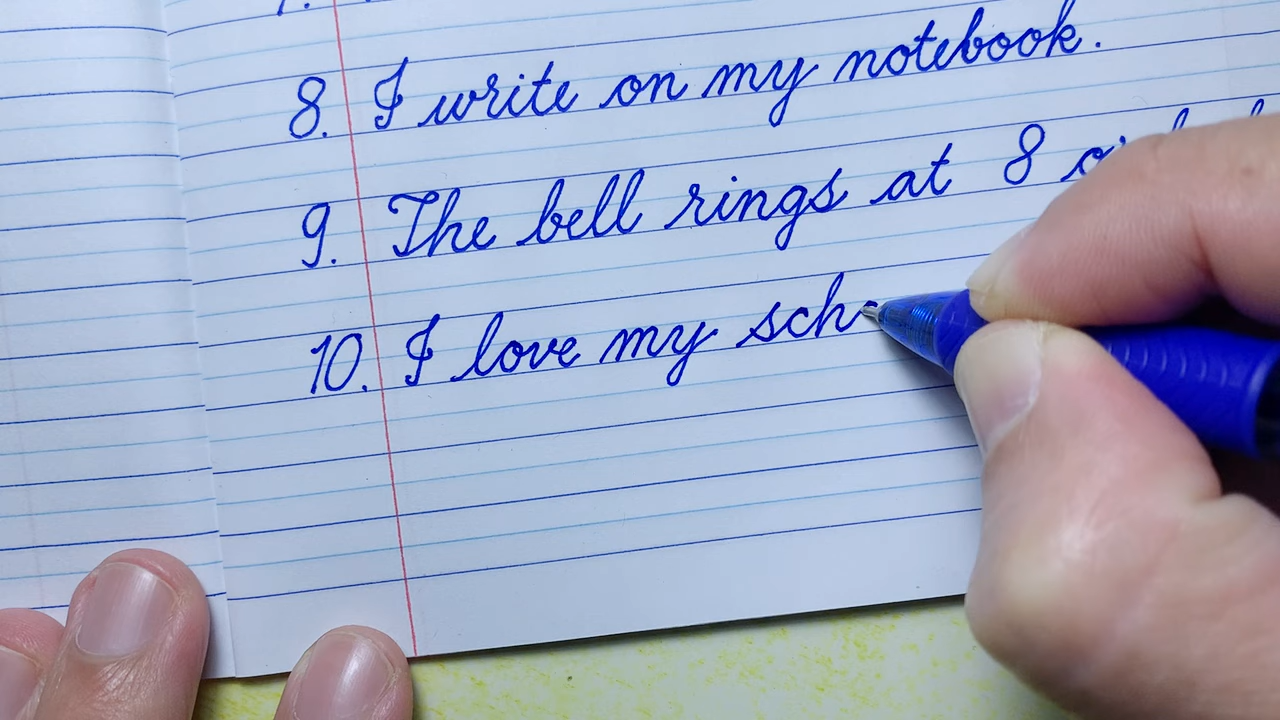 8. I write on my notebook.
9. The bell rings at 8
10. I love my sch